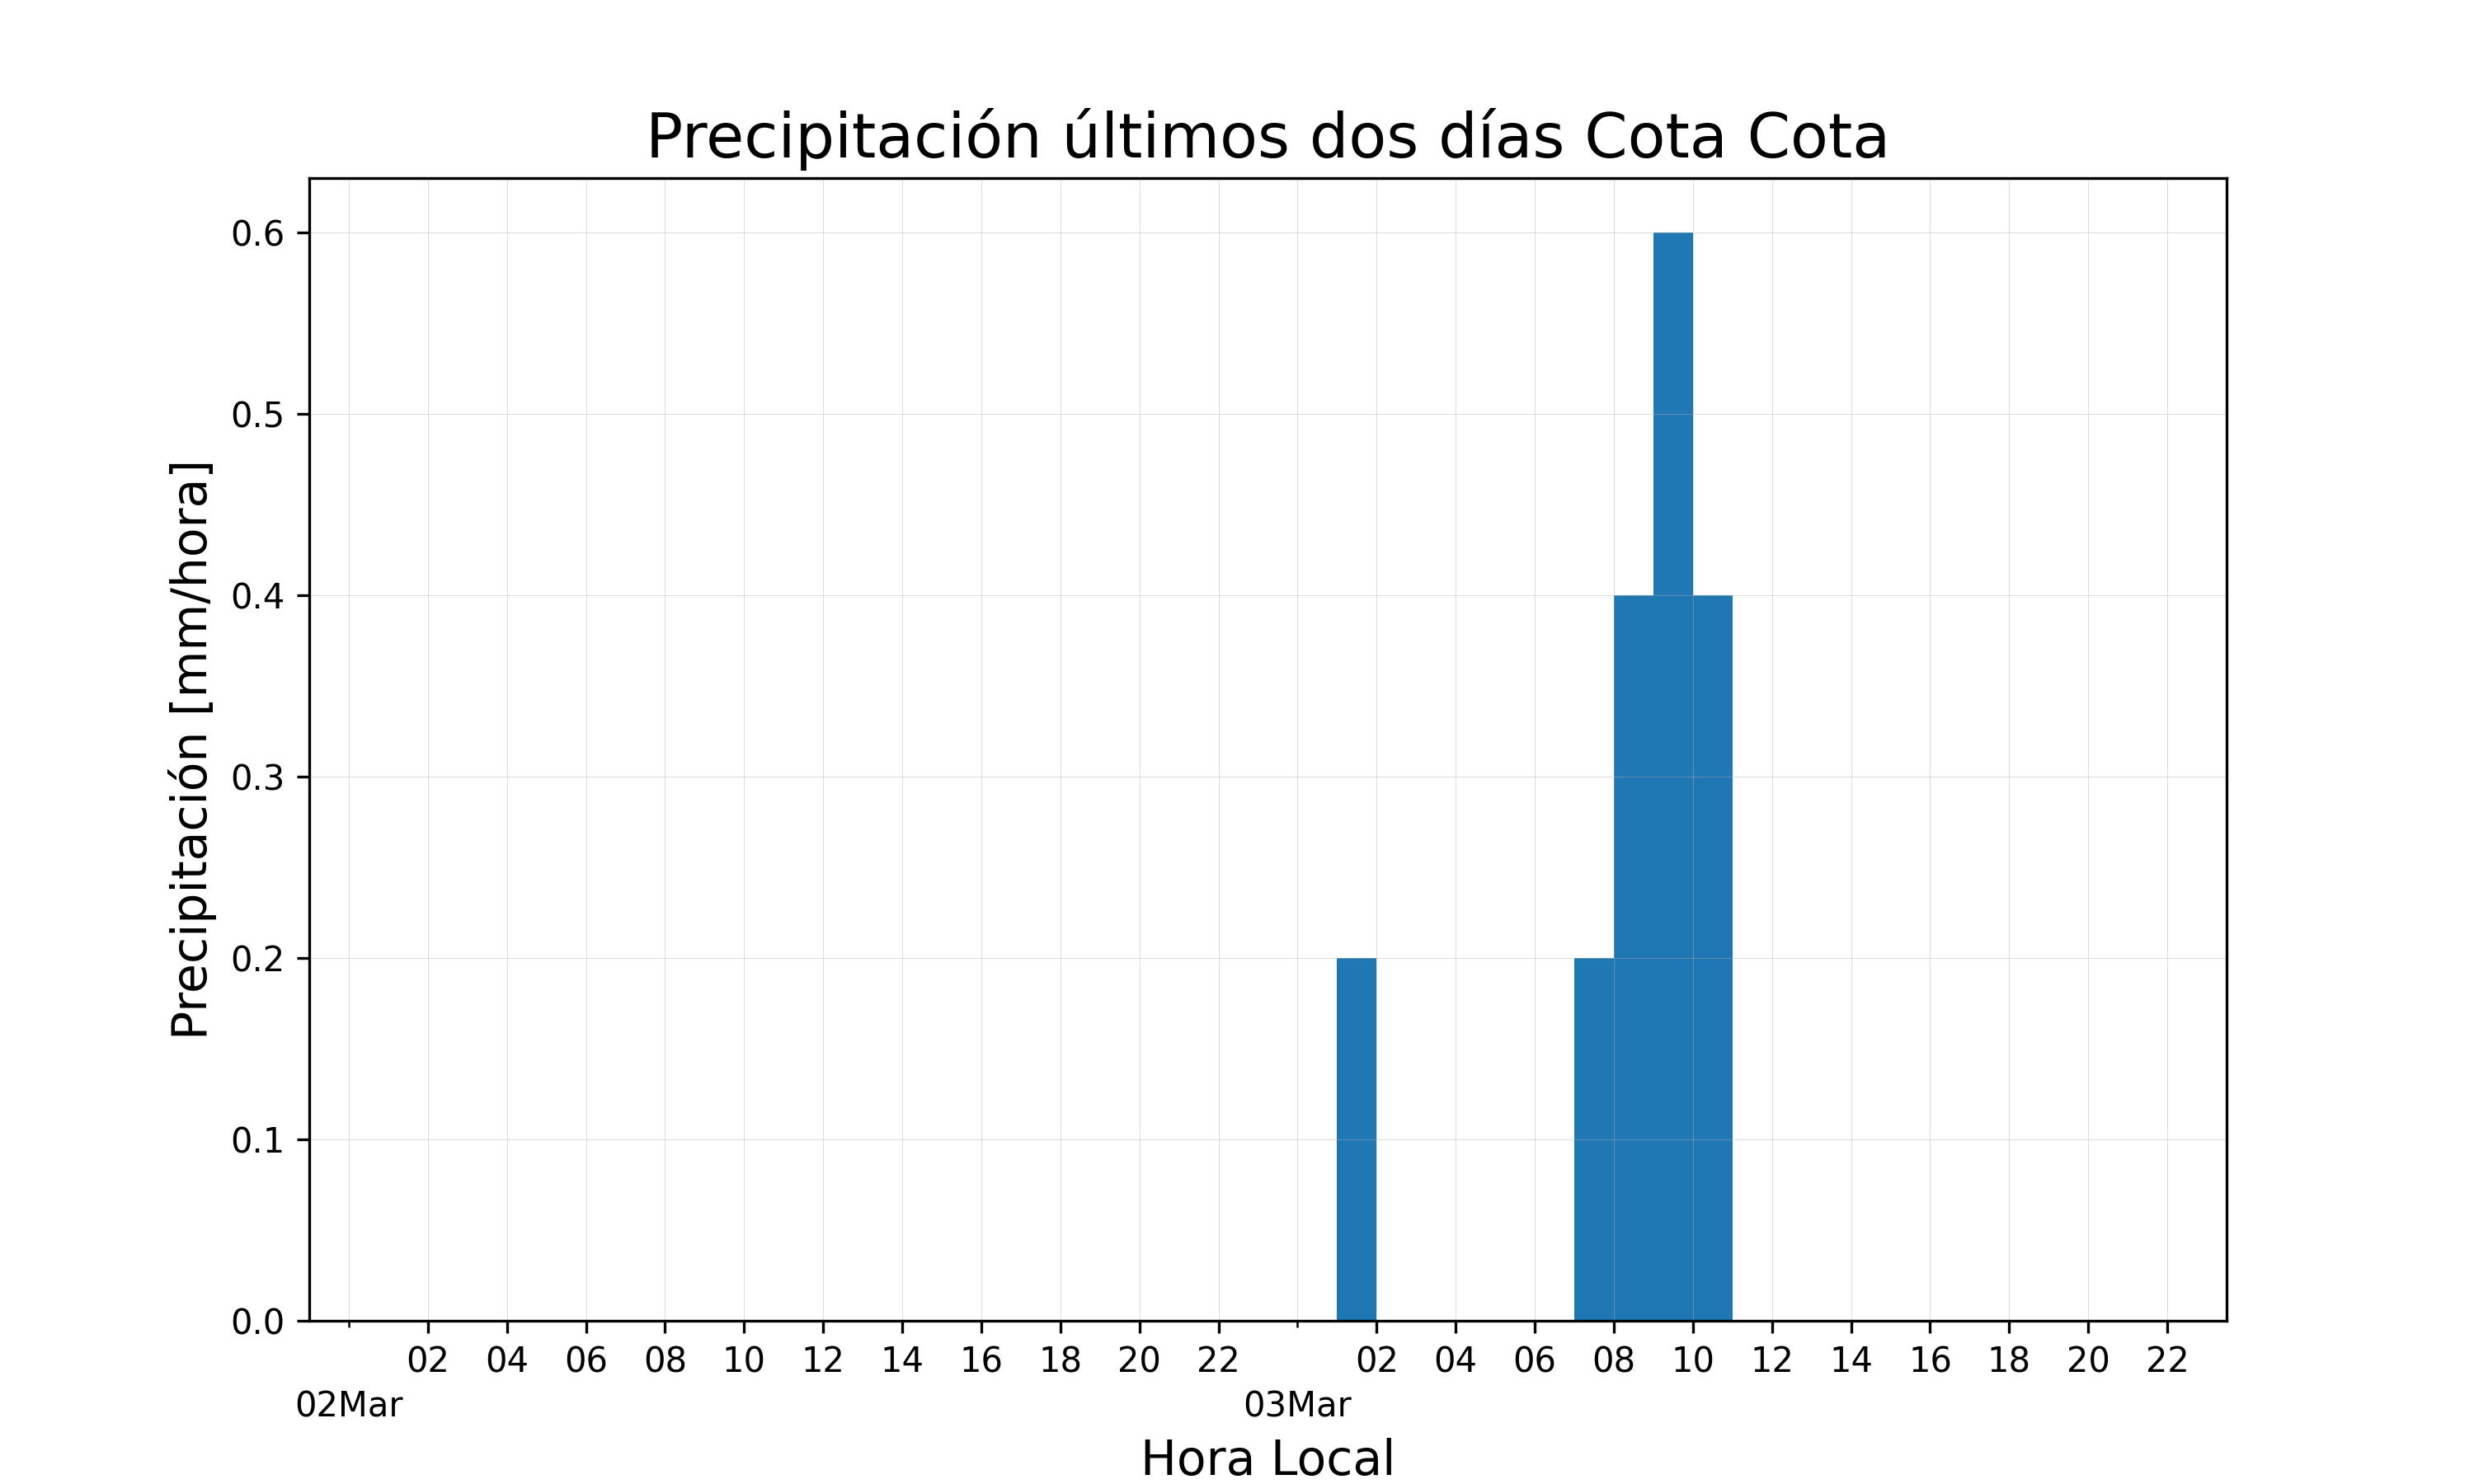 Precipitación últimos dos días Cota Cota
Precipitación [mm/hora]
0.6
0.5
0.4
0.3
0.2
0.1
0.0
02 04 06 08 10 12 14 16 18 20 22 02 04 06 08 10 12 14 16 18 20 22
02Mar 03Mar
Hora Local